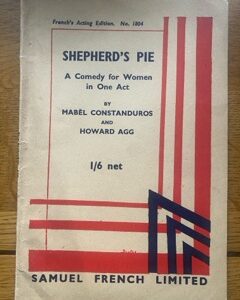 French's Acting Edition. No. 1804
SHEPHERD'S PIE
A Comedy for Women
in One Act
BY
MABEL CONSTANDUROS
AND
HOWARD AGG
1/6 net
SAMUEL FRENCH LIMITED